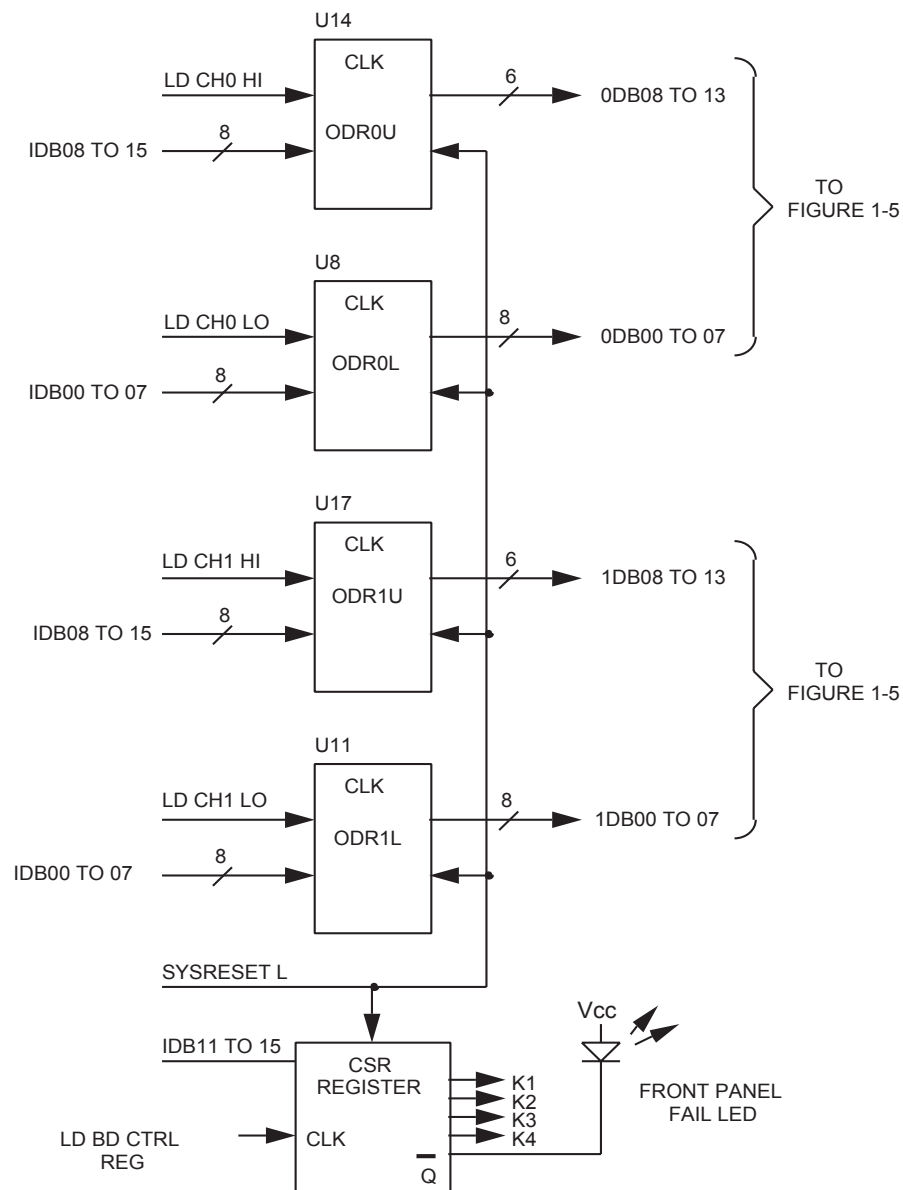 U14
CLK
LD CH0 HI
6
0DB08 TO 13
ODR0U
8
IDB08 TO 15
TO
FIGURE 1-5
U8
CLK
LD CH0 LO
8
0DB00 TO 07
ODR0L
8
IDB00 TO 07
U17
CLK
LD CH1 HI
6
1DB08 TO 13
ODR1U
8
IDB08 TO 15
TO
FIGURE 1-5
U11
CLK
LD CH1 LO
8
1DB00 TO 07
ODR1L
8
IDB00 TO 07
SYSRESET L
Vcc
IDB11 TO 15
CSR
REGISTER
K1
K2
K3
K4
FRONT PANEL
FAIL LED
LD BD CTRL
REG
CLK
Q̅